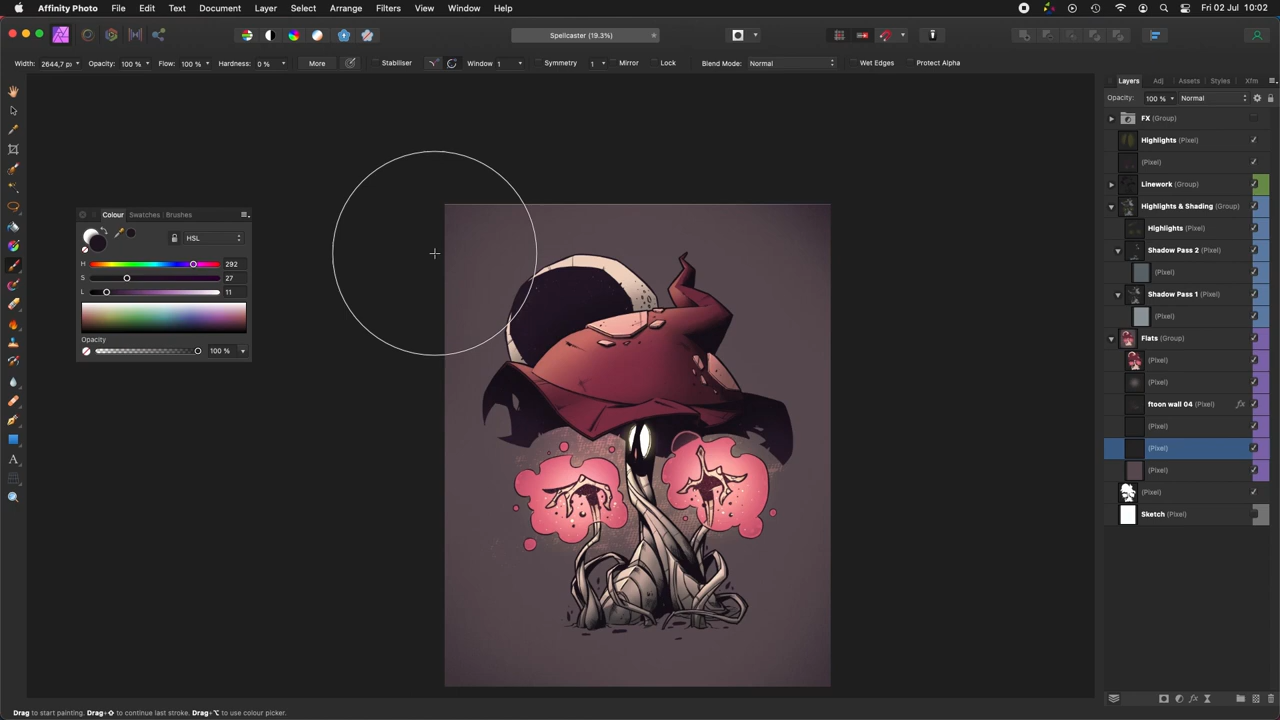 Affinity Photo File Edit Text Document Layer Select Arrange Filters View Window Help Fri 02 Jul 10:02
Spellcaster (19.3%)
Width: 2644,7 p Opacity: 100 % Flow: 100 % Hardness: 0 % More Stabiliser Window 1 Symmetry 1 Mirror Lock Blend Mode: Normal Wet Edges Protect Alpha
Layers Adj Assets Styles Xfm
Opacity: 100 % Normal
FX (Group)
Highlights (Pixel)
(Pixel)
Linework (Group)
Highlights & Shading (Group)
Highlights (Pixel)
Shadow Pass 2
(Pixel)
Shadow Pass 1
(Pixel)
Flats (Group)
(Pixel)
(Pixel)
ftoon wall 04 (Pixel) fx
(Pixel)
(Pixel)
(Pixel)
(Pixel)
Sketch (Pixel)
Colour Swatches Brushes
HSL
H 292
S 27
L 11
Opacity
100 %
Drag to start painting. Drag+⇧ to continue last stroke. Drag+⌥ to use colour picker.